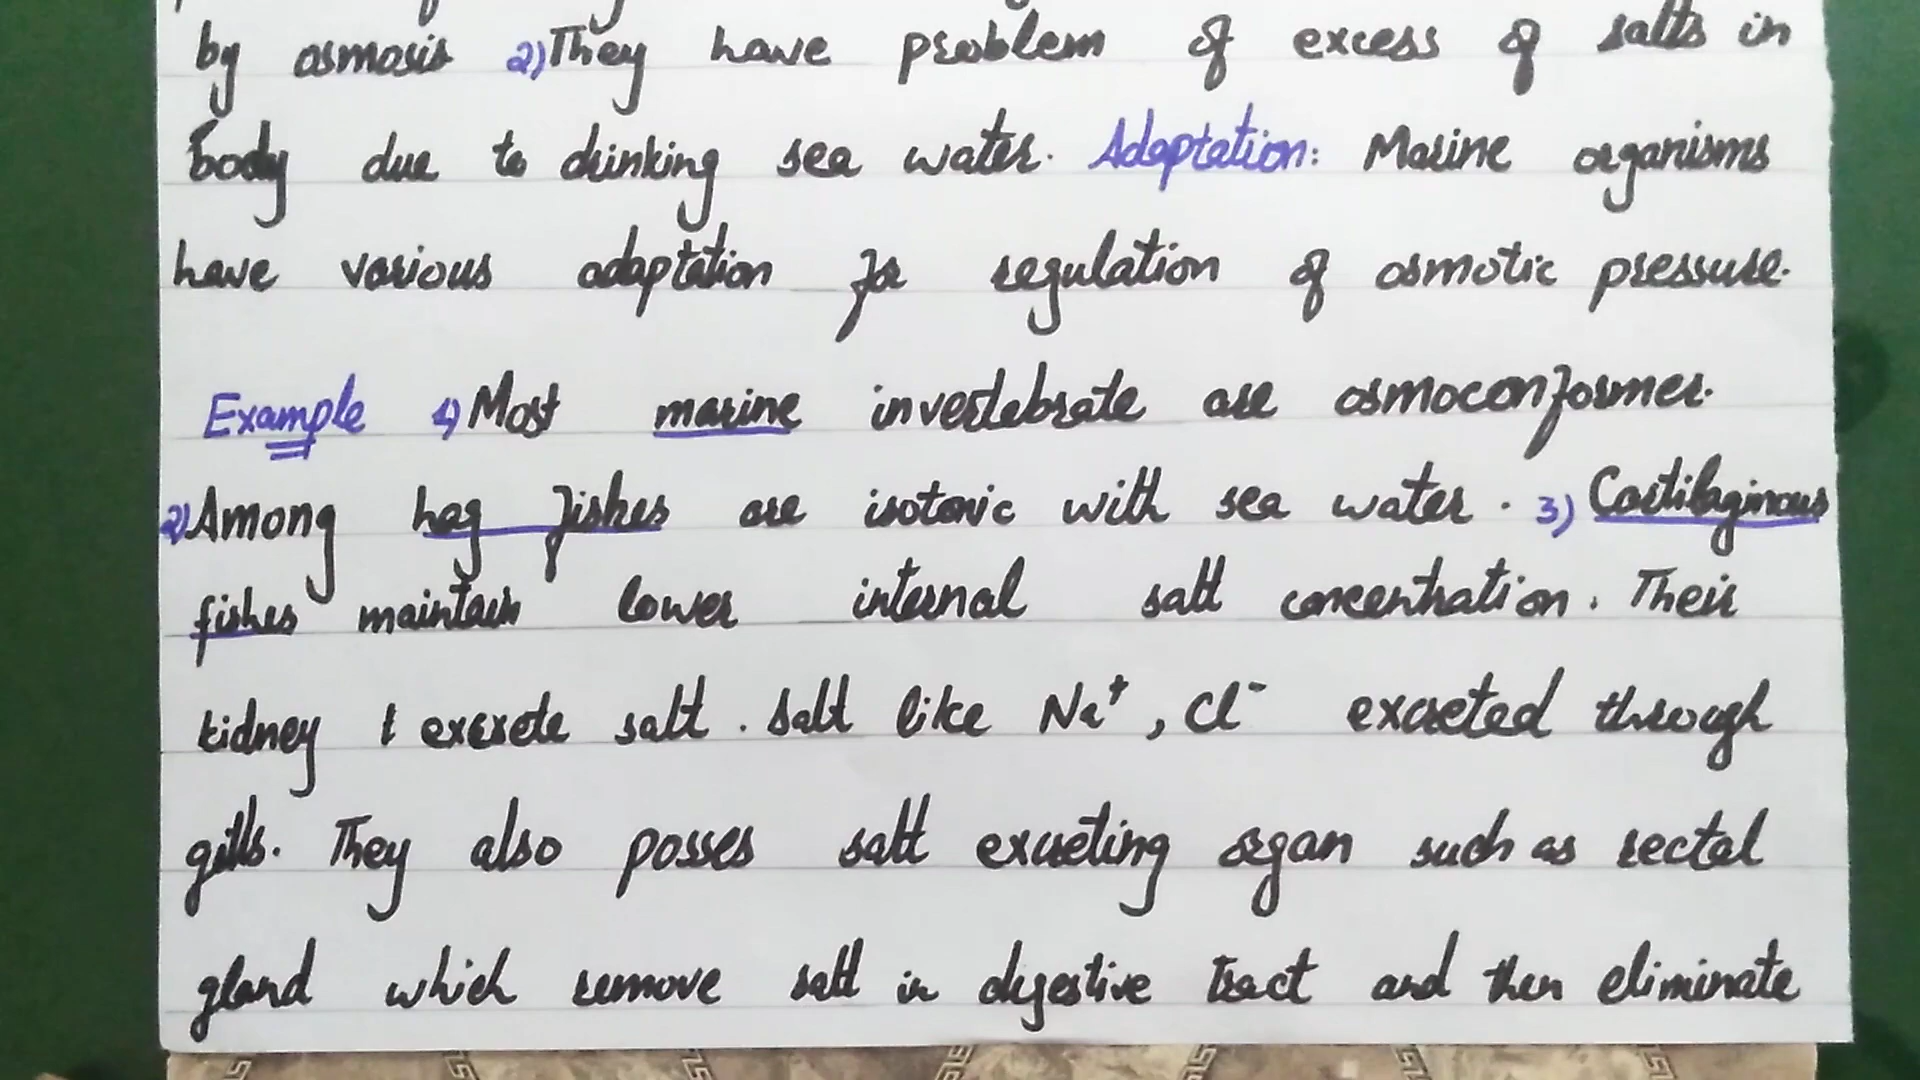 by osmosis 2) They have problem of excess of salts in
body due to drinking sea water. Adaptation: Marine organisms
have various adaptation for regulation of osmotic pressure.
Example 1) Most marine invertebrate are osmoconformer.
2) Among hag fishes are isotonic with sea water. 3) Cartilaginous
fishes maintain lower internal salt concentration. Their
kidney excrete salt. Salt like Na⁺, Cl⁻ excreted through
gills. They also posses salt excreting organ such as rectal
gland which remove salt in digestive tract and then eliminate